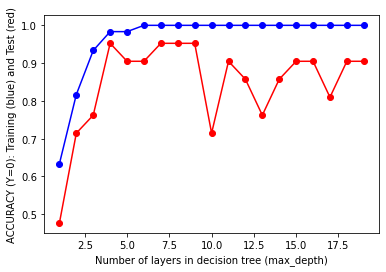 ACCURACY (Y=0): Training (blue) and Test (red)
1.0
0.9
0.8
0.7
0.6
0.5
2.5 5.0 7.5 10.0 12.5 15.0 17.5
Number of layers in decision tree (max_depth)